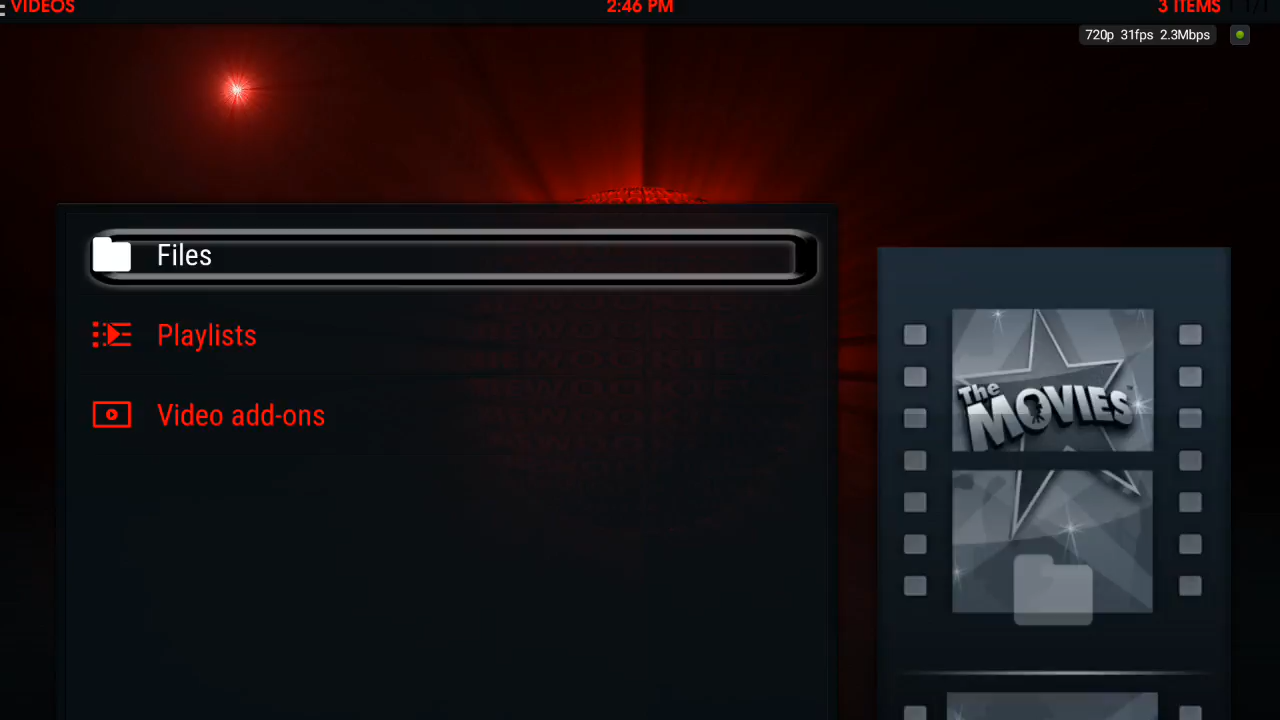 VIDEOS
2:46 PM
3 ITEMS
720p 31fps 2.3Mbps
Files
Playlists
Video add-ons
The
MOVIES